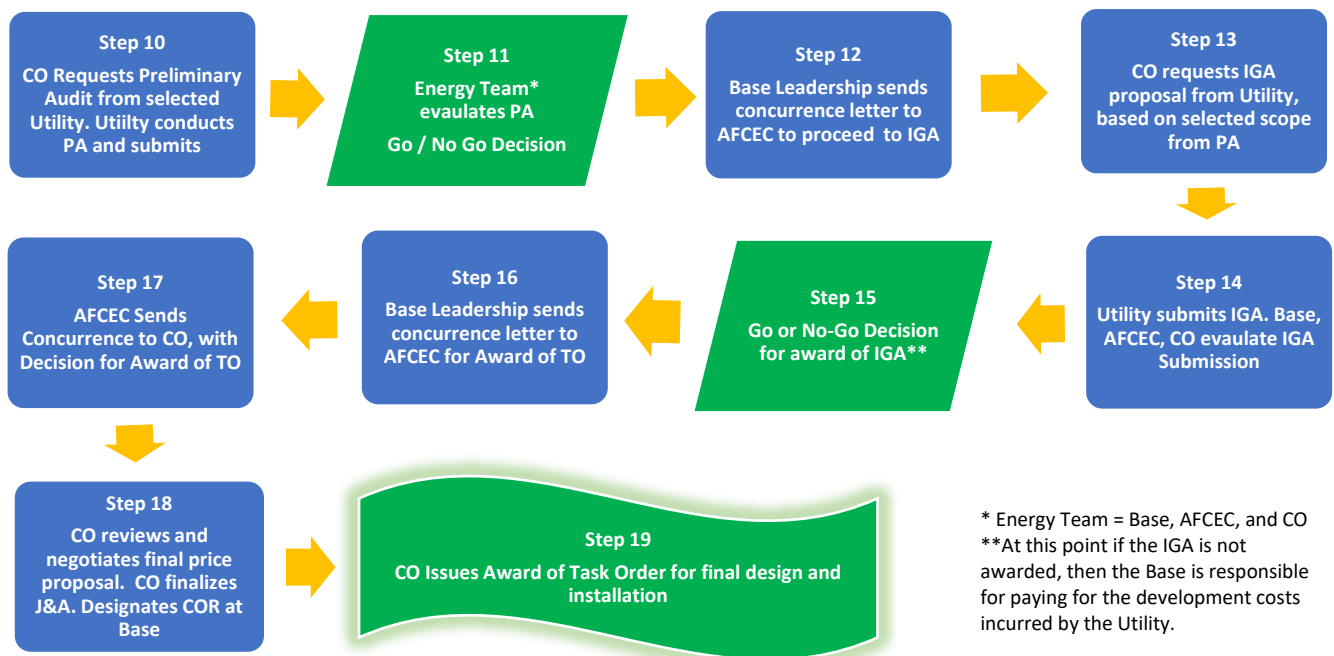 Step 10
CO Requests Preliminary
Audit from selected
Utility. Utiilty conducts
PA and submits
Step 11
Energy Team*
evaulates PA
Go / No Go Decision
Step 12
Base Leadership sends
concurrence letter to
AFCEC to proceed to IGA
Step 13
CO requests IGA
proposal from Utility,
based on selected scope
from PA
Step 14
Utility submits IGA. Base,
AFCEC, CO evaulate IGA
Submission
Step 15
Go or No-Go Decision
for award of IGA**
Step 16
Base Leadership sends
concurrence letter to
AFCEC for Award of TO
Step 17
AFCEC Sends
Concurrence to CO, with
Decision for Award of TO
Step 18
CO reviews and
negotiates final price
proposal. CO finalizes
J&A. Designates COR at
Base
Step 19
CO Issues Award of Task Order for final design and
installation
* Energy Team = Base, AFCEC, and CO
**At this point if the IGA is not
awarded, then the Base is responsible
for paying for the development costs
incurred by the Utility.